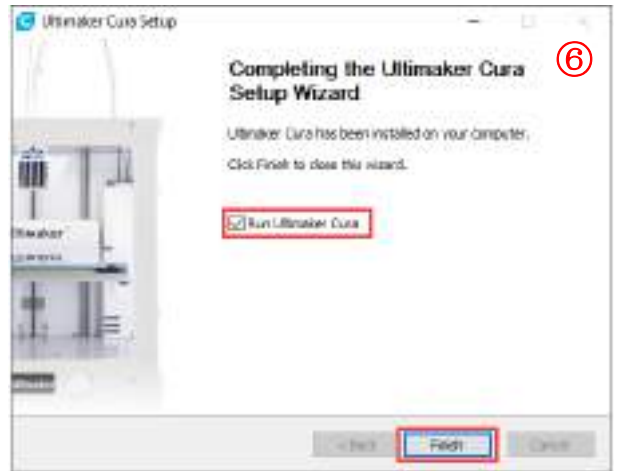 Ultimaker Cura Setup
⑥
Completing the Ultimaker Cura
Setup Wizard
Ultimaker Cura has been installed on your computer.
Click Finish to close this wizard.
Run Ultimaker Cura
ltimaker
< Back
Finish
Cancel